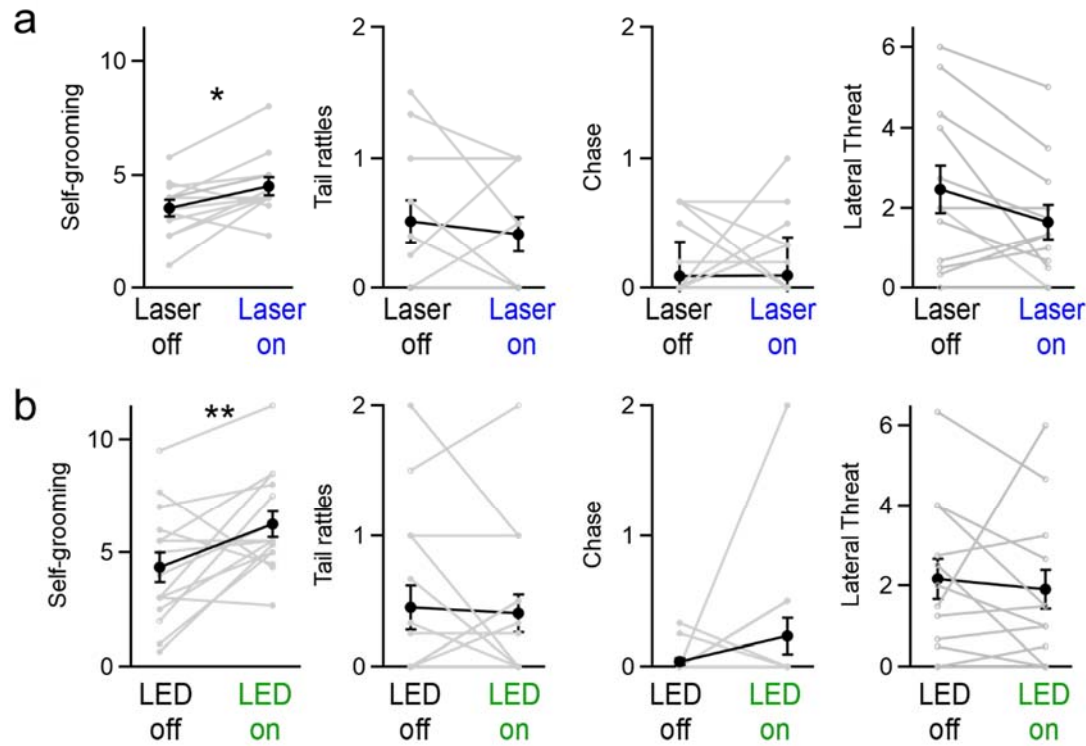 a
Self-grooming
10
5
0
*
Laser off
Laser on
Tail rattles
2
1
0
Laser off
Laser on
Chase
2
1
0
Laser off
Laser on
Lateral Threat
6
4
2
0
Laser off
Laser on
b
Self-grooming
10
5
0
**
LED off
LED on
Tail rattles
2
1
0
LED off
LED on
Chase
2
1
0
LED off
LED on
Lateral Threat
6
4
2
0
LED off
LED on